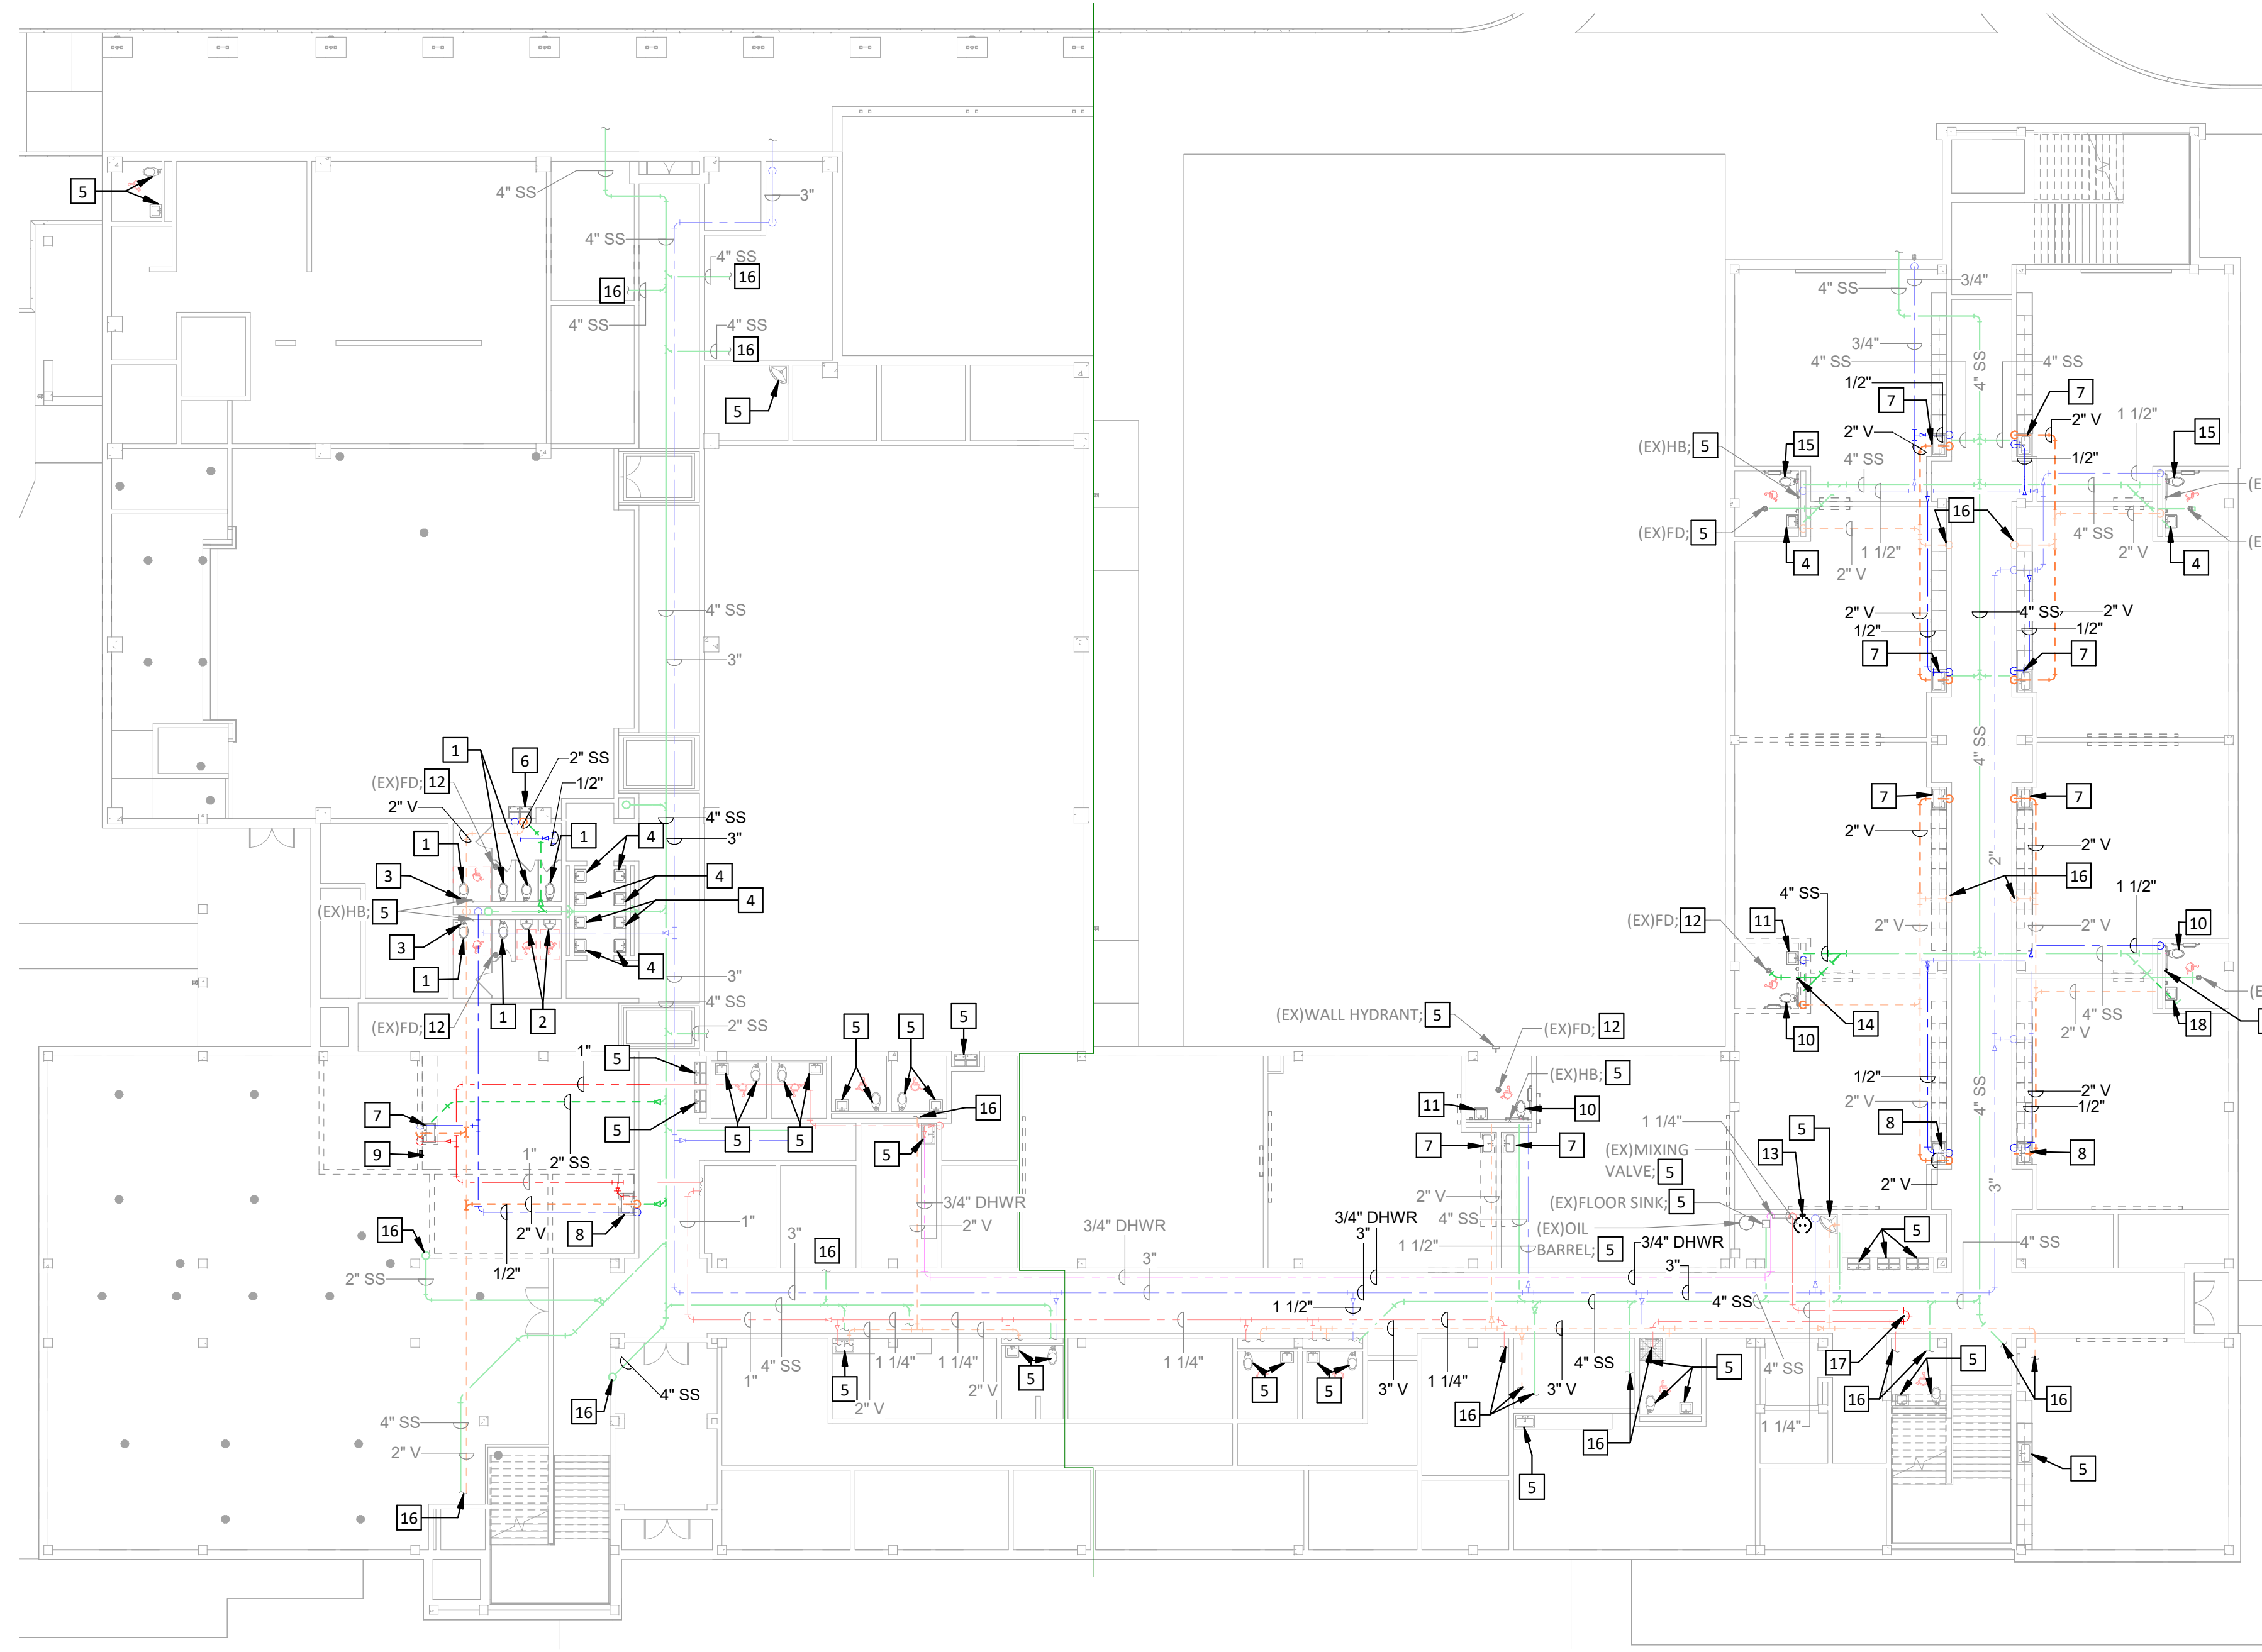 5
4" SS
3"
4" SS
4" SS
16
16
4" SS
4" SS
16
5
4" SS
3"
1
6
2" SS
(EX)FD; 12
1/2"
2" V
4" SS
3"
1
1
4
3
4
4
(EX)HB; 5
3
4
1
1
2
3"
4" SS
(EX)FD; 12
2" SS
1"
5
5
5
5
7
2" SS
5
5
5
16
9
1"
5
3/4" DHWR
2" V
2" V
8
1"
3"
16
16
2" SS
1/2"
3/4" DHWR
3"
1"
4" SS
1 1/4"
1 1/4"
2" V
5
2" V
5
1"
4" SS
16
4" SS
2" V
16
3/4"
4" SS
3/4"
4" SS
4" SS
4" SS
1/2"
7
7
2" V
2" V
1 1/2"
15
(EX)HB; 5
15
4" SS
1/2"
16
(E
(EX)FD; 5
1 1/2"
4" SS
2" V
(E
4
2" V
4
2" V
4" SS
2" V
1/2"
1/2"
7
7
4" SS
7
7
2" V
2" V
2"
16
4" SS
1 1/2"
(EX)FD; 12
11
2" V
2" V
10
(E
4" SS
2" V
10
14
18
(EX)WALL HYDRANT; 5
(EX)FD; 12
(EX)HB; 5
11
10
7
7
1/2"
2" V
4" SS
2" V
1/2"
1 1/4"
(EX)MIXING
VALVE; 5
13
5
8
8
2" V
3"
2" V
4" SS
(EX)FLOOR SINK; 5
(EX)OIL
BARREL; 5
3/4" DHWR
3"
1 1/2"
3/4" DHWR
3"
5
4" SS
1 1/2"
4" SS
1 1/4"
5
5
3" V
1 1/4"
3" V
4" SS
5
4" SS
17
5
16
16
16
16
1 1/4"
5
5